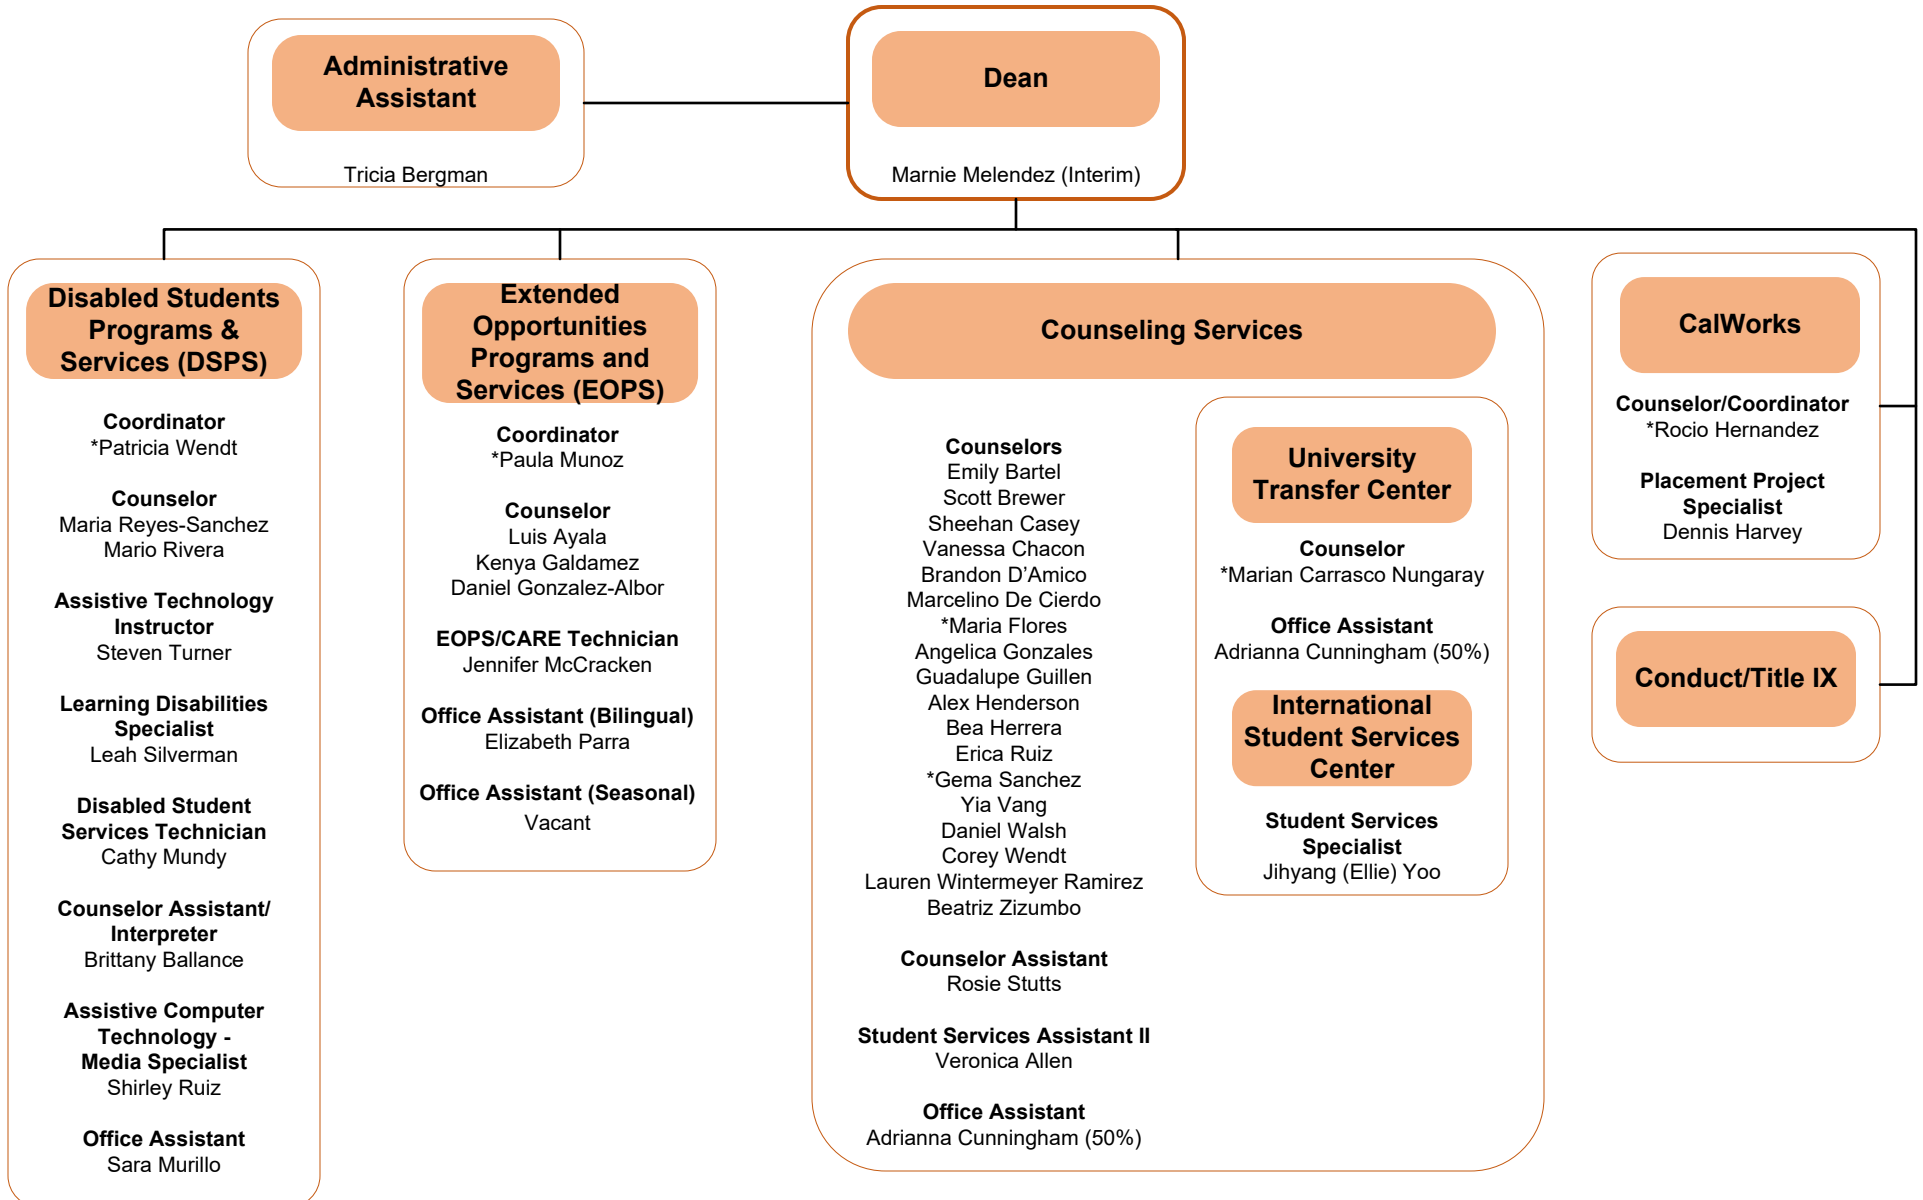 Administrative
Assistant
Tricia Bergman
Dean
Marnie Melendez (Interim)
Disabled Students
Programs &
Services (DSPS)
Coordinator
*Patricia Wendt
Counselor
Maria Reyes-Sanchez
Mario Rivera
Assistive Technology
Instructor
Steven Turner
Learning Disabilities
Specialist
Leah Silverman
Disabled Student
Services Technician
Cathy Mundy
Counselor Assistant/
Interpreter
Brittany Ballance
Assistive Computer
Technology -
Media Specialist
Shirley Ruiz
Office Assistant
Sara Murillo
Extended
Opportunities
Programs and
Services (EOPS)
Coordinator
*Paula Munoz
Counselor
Luis Ayala
Kenya Galdamez
Daniel Gonzalez-Albor
EOPS/CARE Technician
Jennifer McCracken
Office Assistant (Bilingual)
Elizabeth Parra
Office Assistant (Seasonal)
Vacant
Counseling Services
Counselors
Emily Bartel
Scott Brewer
Sheehan Casey
Vanessa Chacon
Brandon D’Amico
Marcelino De Cierdo
*Maria Flores
Angelica Gonzales
Guadalupe Guillen
Alex Henderson
Bea Herrera
Erica Ruiz
*Gema Sanchez
Yia Vang
Daniel Walsh
Corey Wendt
Lauren Wintermeyer Ramirez
Beatriz Zizumbo
Counselor Assistant
Rosie Stutts
Student Services Assistant II
Veronica Allen
Office Assistant
Adrianna Cunningham (50%)
University
Transfer Center
Counselor
*Marian Carrasco Nungaray
Office Assistant
Adrianna Cunningham (50%)
International
Student Services
Center
Student Services
Specialist
Jihyang (Ellie) Yoo
CalWorks
Counselor/Coordinator
*Rocio Hernandez
Placement Project
Specialist
Dennis Harvey
Conduct/Title IX